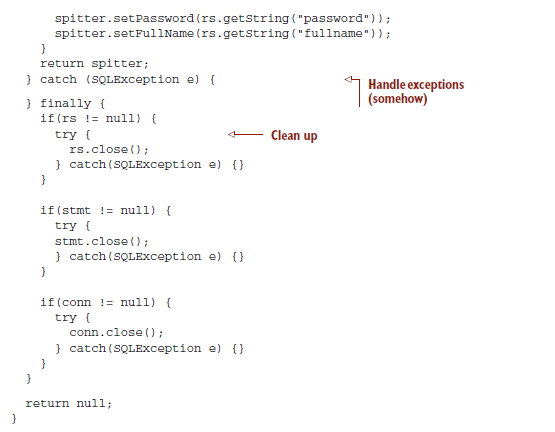 spitter.setPassword(rs.getString("password"));
spitter.setFullName(rs.getString("fullname"));
}
return spitter;
} catch (SQLException e) {
Handle exceptions
(somehow)
} finally {
if(rs != null) {
try {
Clean up
rs.close();
} catch(SQLException e) {}
}
if(stmt != null) {
try {
stmt.close();
} catch(SQLException e) {}
}
if(conn != null) {
try {
conn.close();
} catch(SQLException e) {}
}
}
return null;
}